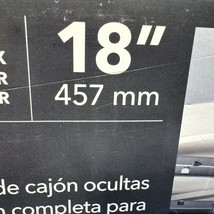 18"
457 mm
de cajón ocultas
completa para